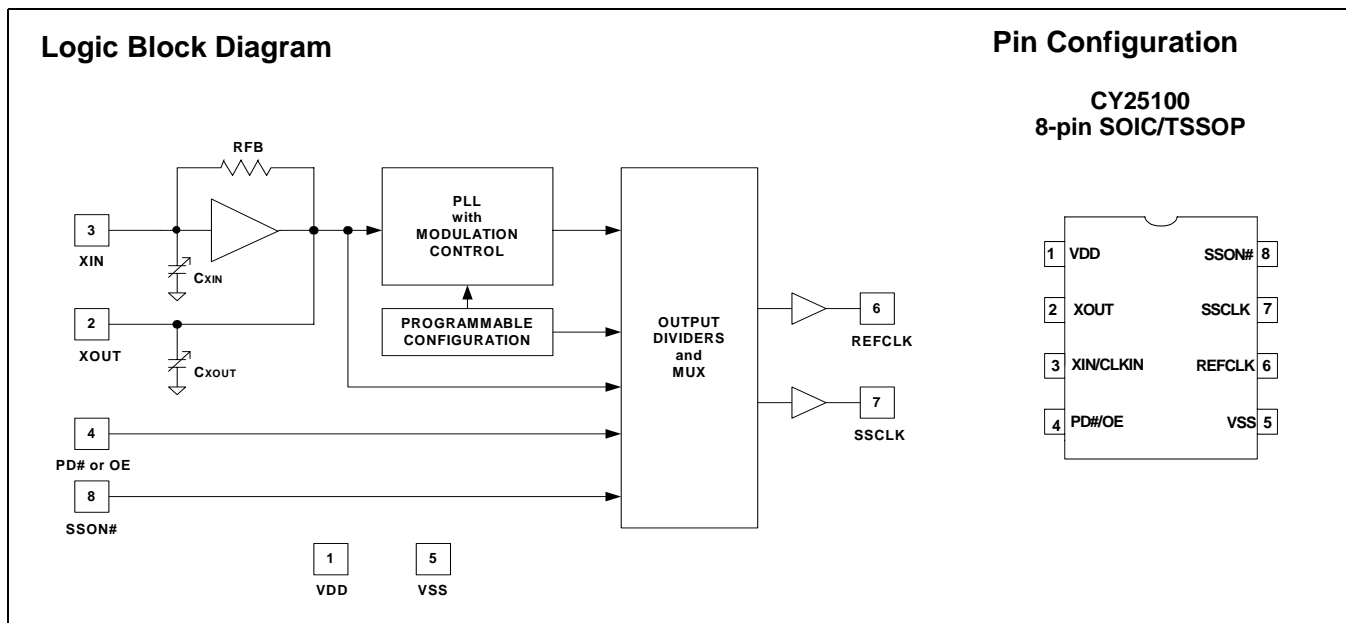 Logic Block Diagram
RFB
3
XIN
CXIN
2
XOUT
CXOUT
PLL
with
MODULATION
CONTROL
PROGRAMMABLE
CONFIGURATION
4
PD# or OE
8
SSON#
OUTPUT
DIVIDERS
and
MUX
6
REFCLK
7
SSCLK
1
VDD
5
VSS
Pin Configuration
CY25100
8-pin SOIC/TSSOP
1 VDD SSON# 8
2 XOUT SSCLK 7
3 XIN/CLKIN REFCLK 6
4 PD#/OE VSS 5